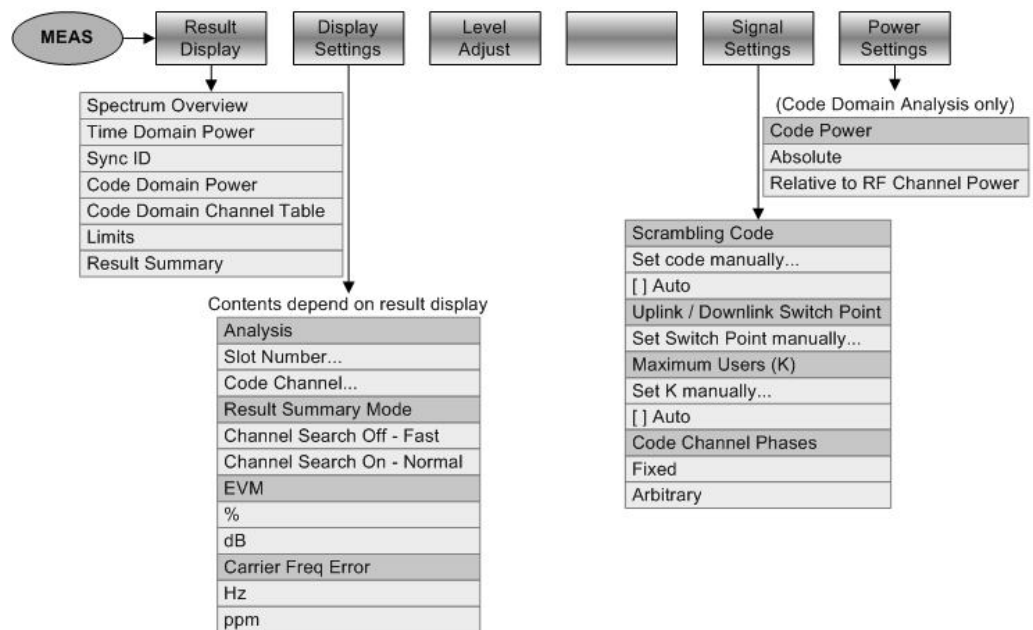 MEAS
Result
Display
Display
Settings
Level
Adjust
Signal
Settings
Power
Settings
Spectrum Overview
Time Domain Power
Sync ID
Code Domain Power
Code Domain Channel Table
Limits
Result Summary
Contents depend on result display
Analysis
Slot Number...
Code Channel...
Result Summary Mode
Channel Search Off - Fast
Channel Search On - Normal
EVM
%
dB
Carrier Freq Error
Hz
ppm
Scrambling Code
Set code manually...
[ ] Auto
Uplink / Downlink Switch Point
Set Switch Point manually...
Maximum Users (K)
Set K manually...
[ ] Auto
Code Channel Phases
Fixed
Arbitrary
(Code Domain Analysis only)
Code Power
Absolute
Relative to RF Channel Power